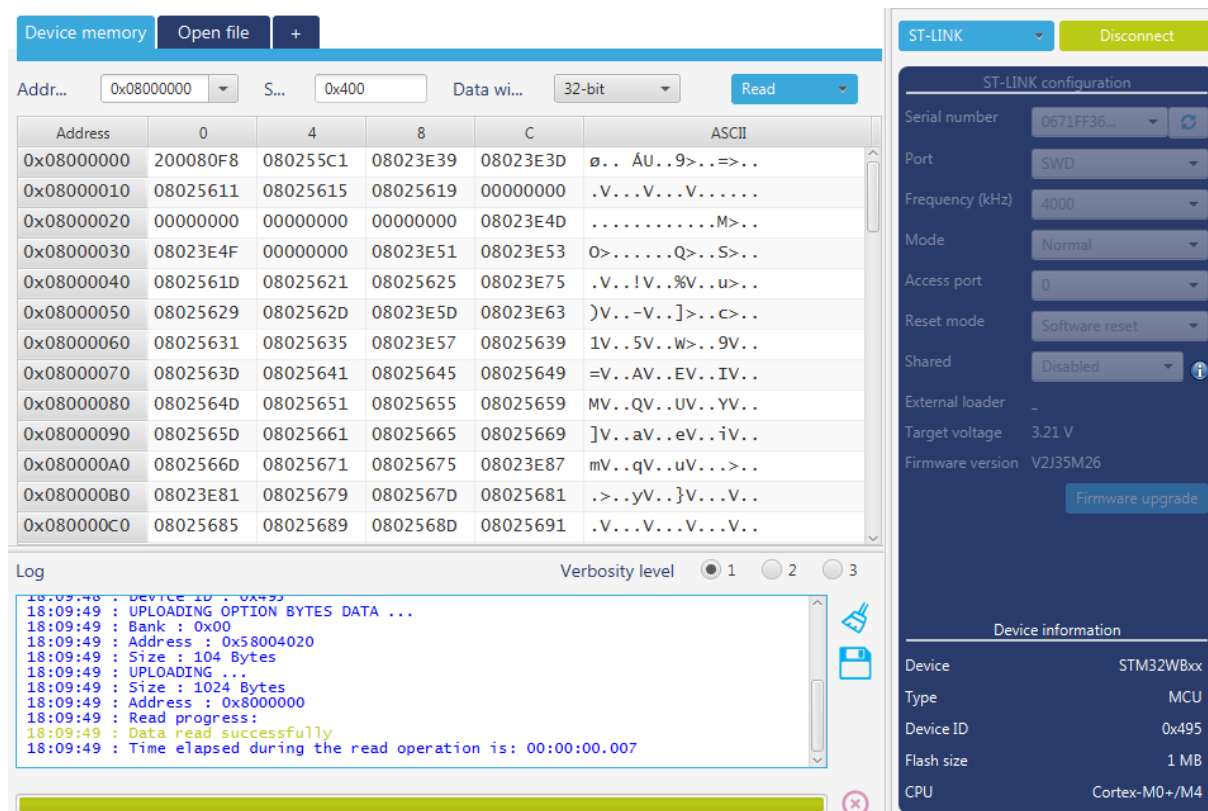 Device memory Open file +
Addr... 0x08000000 S... 0x400 Data wi... 32-bit Read
Address 0 4 8 C ASCII
0x08000000 200080F8 080255C1 08023E39 08023E3D ø.. ÁU..9>..=>..
0x08000010 08025611 08025615 08025619 00000000 .V...V...V......
0x08000020 00000000 00000000 00000000 08023E4D ............M>..
0x08000030 08023E4F 00000000 08023E51 08023E53 O>......Q>..S>..
0x08000040 0802561D 08025621 08025625 08023E75 .V..!V..%V..u>..
0x08000050 08025629 0802562D 08023E5D 08023E63 )V..-V..]>..c>..
0x08000060 08025631 08025635 08023E57 08025639 1V..5V..W>..9V..
0x08000070 0802563D 08025641 08025645 08025649 =V..AV..EV..IV..
0x08000080 0802564D 08025651 08025655 08025659 MV..QV..UV..YV..
0x08000090 0802565D 08025661 08025665 08025669 ]V..aV..eV..iV..
0x080000A0 0802566D 08025671 08025675 08023E87 mV..qV..uV...>..
0x080000B0 08023E81 08025679 0802567D 08025681 .>..yV..}V...V..
0x080000C0 08025685 08025689 0802568D 08025691 .V...V...V...V..
Log Verbosity level 1 2 3
18:09:48 : Device ID : 0x495
18:09:49 : UPLOADING OPTION BYTES DATA ...
18:09:49 : Bank : 0x00
18:09:49 : Address : 0x58004020
18:09:49 : Size : 104 Bytes
18:09:49 : UPLOADING ...
18:09:49 : Size : 1024 Bytes
18:09:49 : Address : 0x8000000
18:09:49 : Read progress:
18:09:49 : Data read successfully
18:09:49 : Time elapsed during the read operation is: 00:00:00.007
ST-LINK Disconnect
ST-LINK configuration
Serial number 0671FF36...
Port SWD
Frequency (kHz) 4000
Mode Normal
Access port 0
Reset mode Software reset
Shared Disabled
External loader _
Target voltage 3.21 V
Firmware version V2J35M26
Firmware upgrade
Device information
Device STM32WBxx
Type MCU
Device ID 0x495
Flash size 1 MB
CPU Cortex-M0+/M4